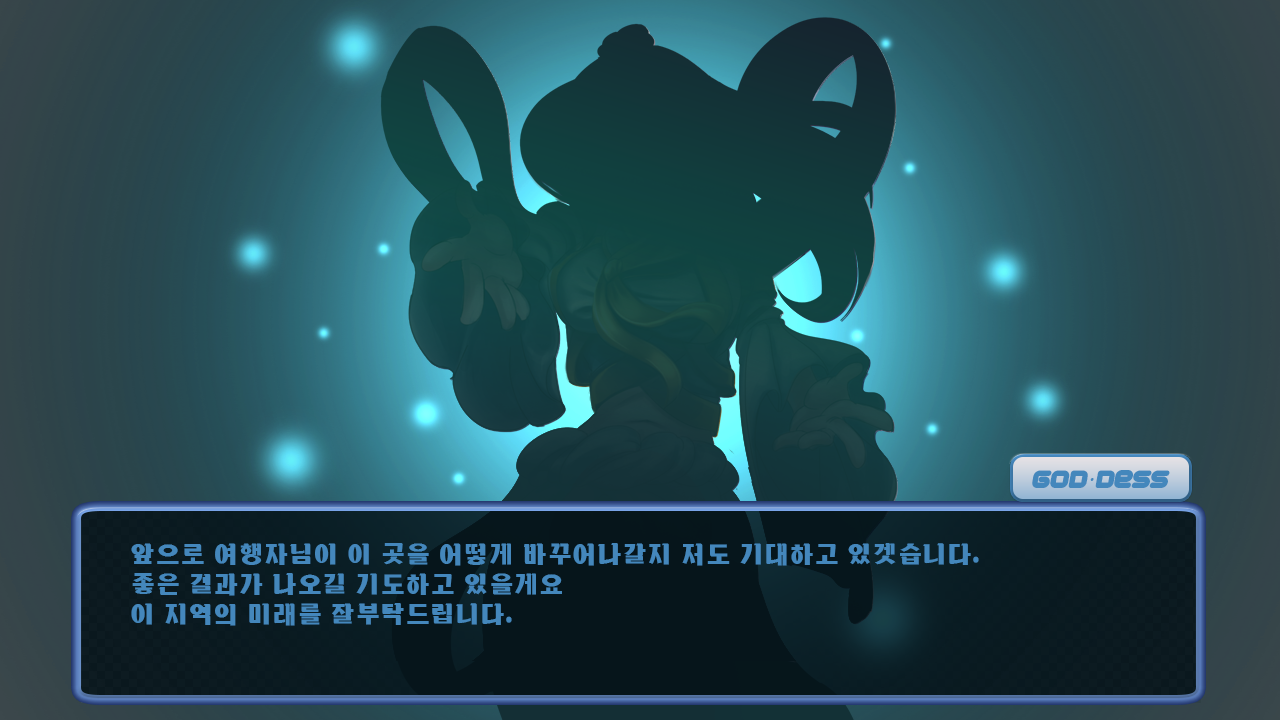 GOD·DESS
앞으로 여행자님이 이 곳을 어떻게 바꾸어나갈지 저도 기대하고 있겟습니다.
좋은 결과가 나오길 기도하고 있을게요
이 지역의 미래를 잘부탁드립니다.